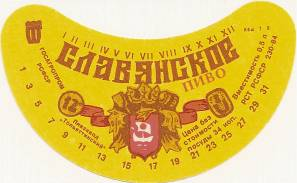 I II III IV V VI VII VIII IX X XI XII
СЛАВЯНСКОЕ
ПИВО
ГОСАГРОПРОМ
РСФСР
Пивзавод
"Тольяттинский"
Цена без
стоимости
посуды 34 коп.
Вместимость 0,5 л
РСТ РСФСР 230-84
1 3 5 7 9 11 13 15 17 19 21 23 25 27 29 31